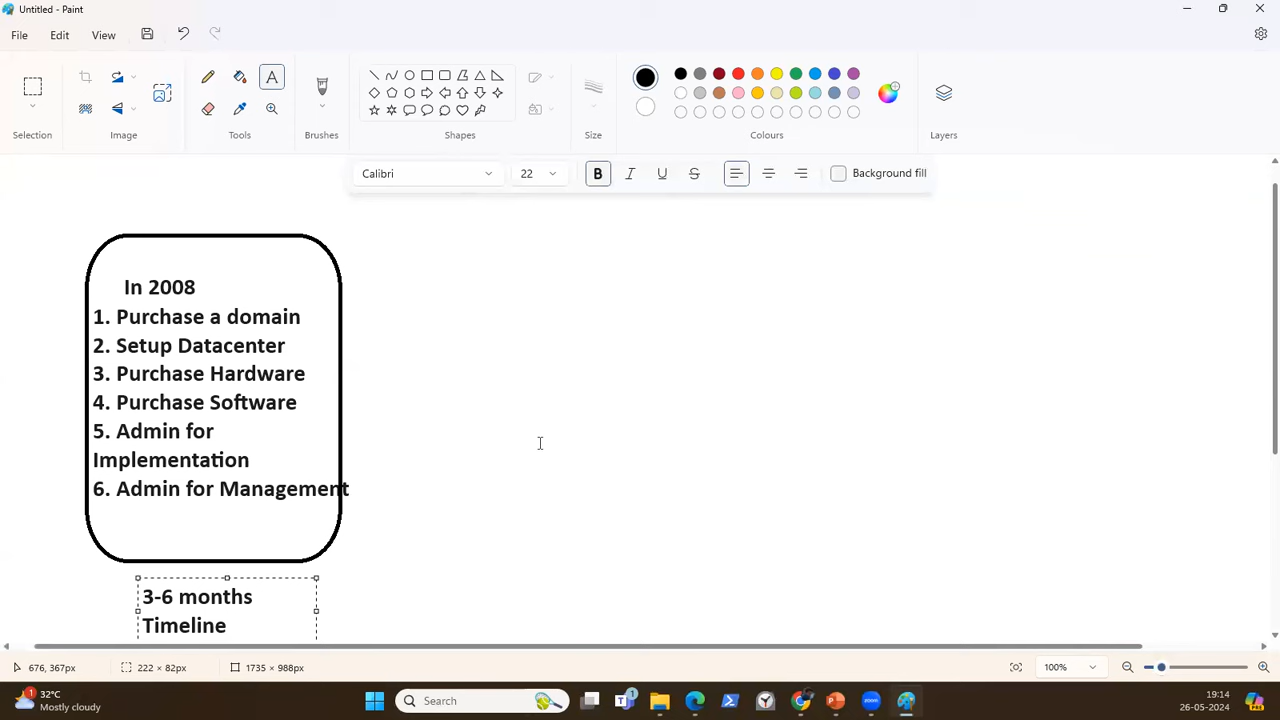 Untitled - Paint
File Edit View
Selection Image Tools Brushes Shapes Size Colours Layers
Calibri 22 B I U S Background fill
In 2008
1. Purchase a domain
2. Setup Datacenter
3. Purchase Hardware
4. Purchase Software
5. Admin for
Implementation
6. Admin for Management
3-6 months
Timeline
676, 367px 222 × 82px 1735 × 988px 100%
1 32°C
Mostly cloudy
Search
1
19:14
26-05-2024